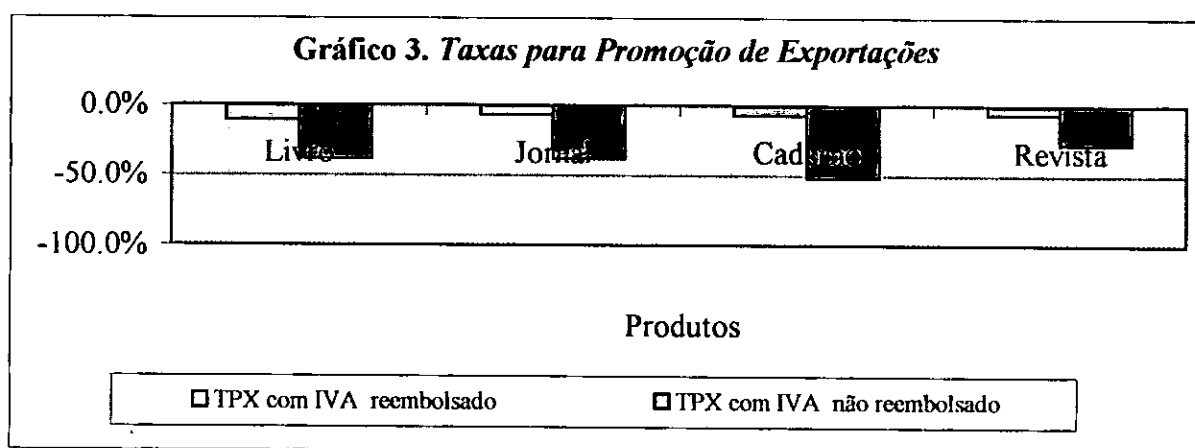 Gráfico 3. Taxas para Promoção de Exportações
0.0%
Livro Jornal Revista
-50.0%
-100.0%
Produtos
TPX com IVA reembolsado TPX com IVA não reembolsado